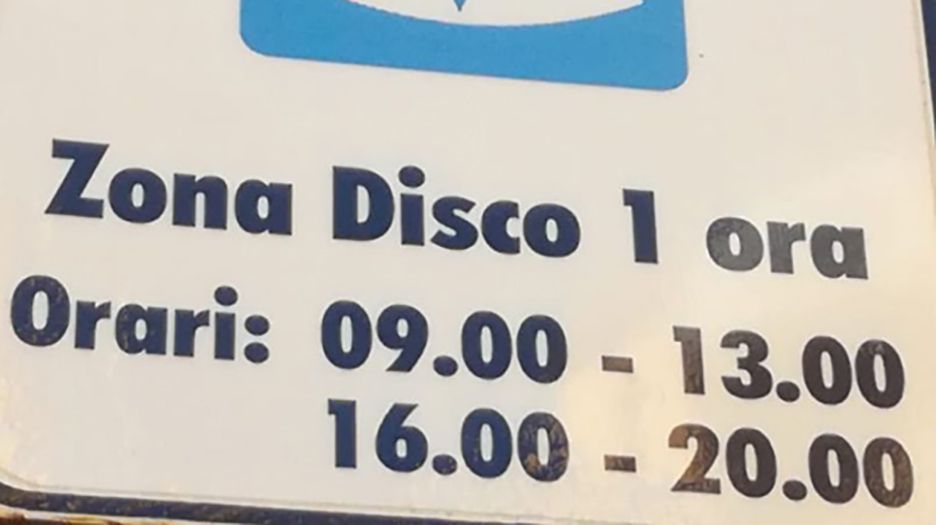 Zona Disco 1 ora
Orari: 09.00 - 13.00
16.00 - 20.00